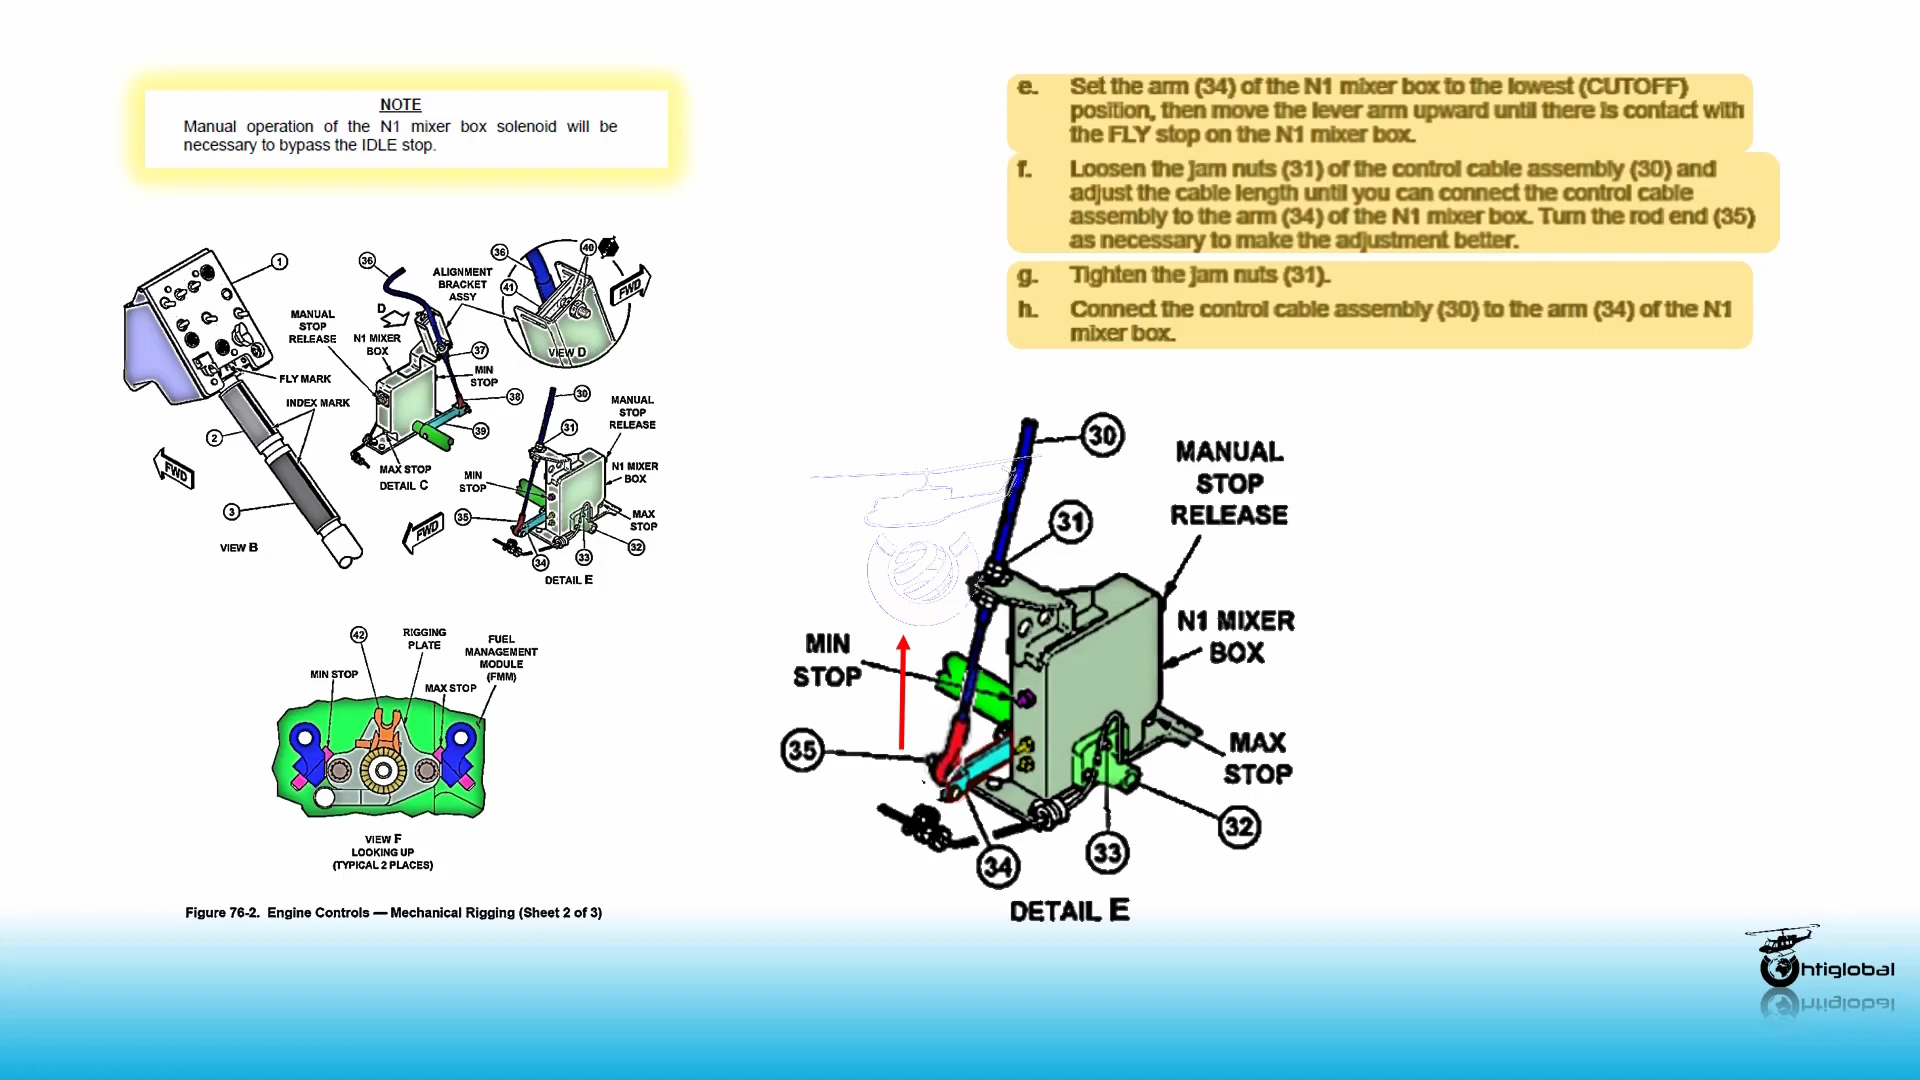 NOTE
Manual operation of the N1 mixer box solenoid will be
necessary to bypass the IDLE stop.
e. Set the arm (34) of the N1 mixer box to the lowest (CUTOFF)
position, then move the lever arm upward until there is contact with
the FLY stop on the N1 mixer box.
f. Loosen the jam nuts (31) of the control cable assembly (30) and
adjust the cable length until you can connect the control cable
assembly to the arm (34) of the N1 mixer box. Turn the rod end (35)
as necessary to make the adjustment better.
g. Tighten the jam nuts (31).
h. Connect the control cable assembly (30) to the arm (34) of the N1
mixer box.
1
FLY MARK
INDEX MARK
2
FWD
3
VIEW B
36
D
MANUAL
STOP
RELEASE
N1 MIXER
BOX
ALIGNMENT
BRACKET
ASSY
37
MIN
STOP
38
39
MAX STOP
DETAIL C
36
40
41
FWD
VIEW D
30
31
MANUAL
STOP
RELEASE
N1 MIXER
BOX
MIN
STOP
35
MAX
STOP
FWD
34
33
32
DETAIL E
42
RIGGING
PLATE
FUEL
MANAGEMENT
MODULE
(FMM)
MIN STOP
MAX STOP
VIEW F
LOOKING UP
(TYPICAL 2 PLACES)
Figure 76-2. Engine Controls — Mechanical Rigging (Sheet 2 of 3)
30
MANUAL
STOP
RELEASE
31
N1 MIXER
BOX
MIN
STOP
35
MAX
STOP
32
33
34
DETAIL E
htiglobal